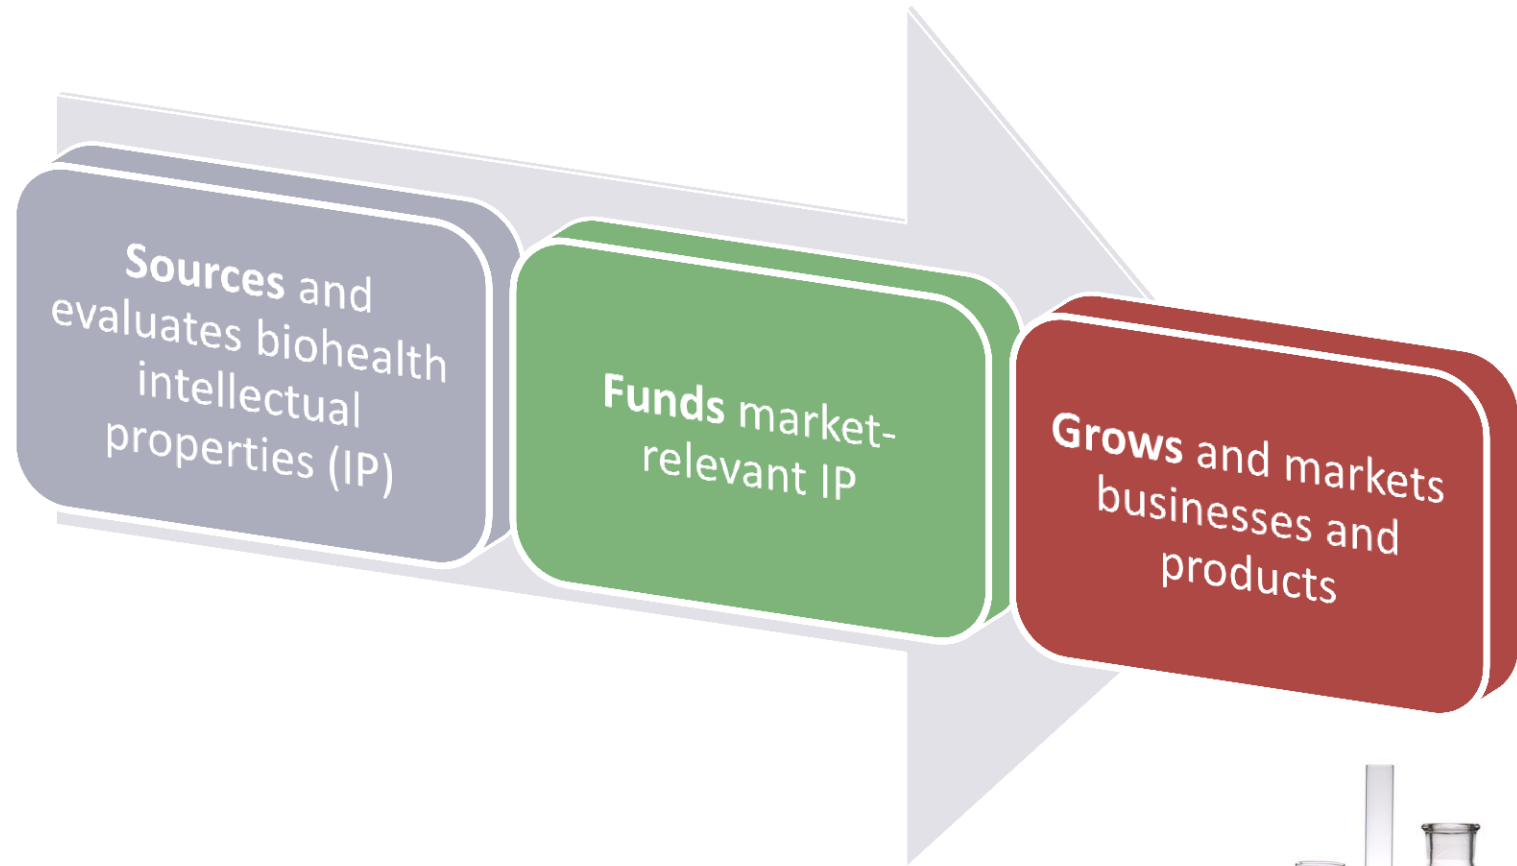 Sources and
evaluates biohealth
intellectual
properties (IP)
Funds market-
relevant IP
Grows and markets
businesses and
products